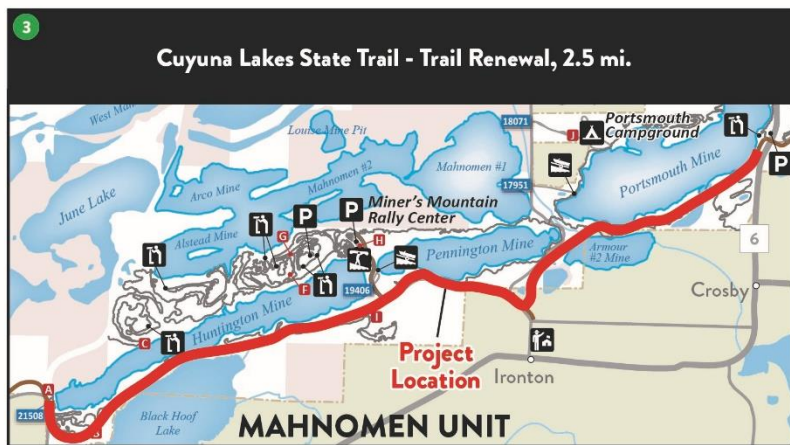 3
Cuyuna Lakes State Trail - Trail Renewal, 2.5 mi.
West Man
Louise Mine Pit
18071
J
Portsmouth
Campground
Portsmouth Mine
P
June Lake
Arco Mine
Mahnomen #2
Mahnomen #1
17951
Miner's Mountain
Rally Center
P
P
Alstead Mine
G
H
Pennington Mine
Armour
#2 Mine
6
F
19406
Huntington Mine
I
Crosby
C
Project
Location
Ironton
A
21508
Black Hoof
Lake
MAHNOMEN UNIT